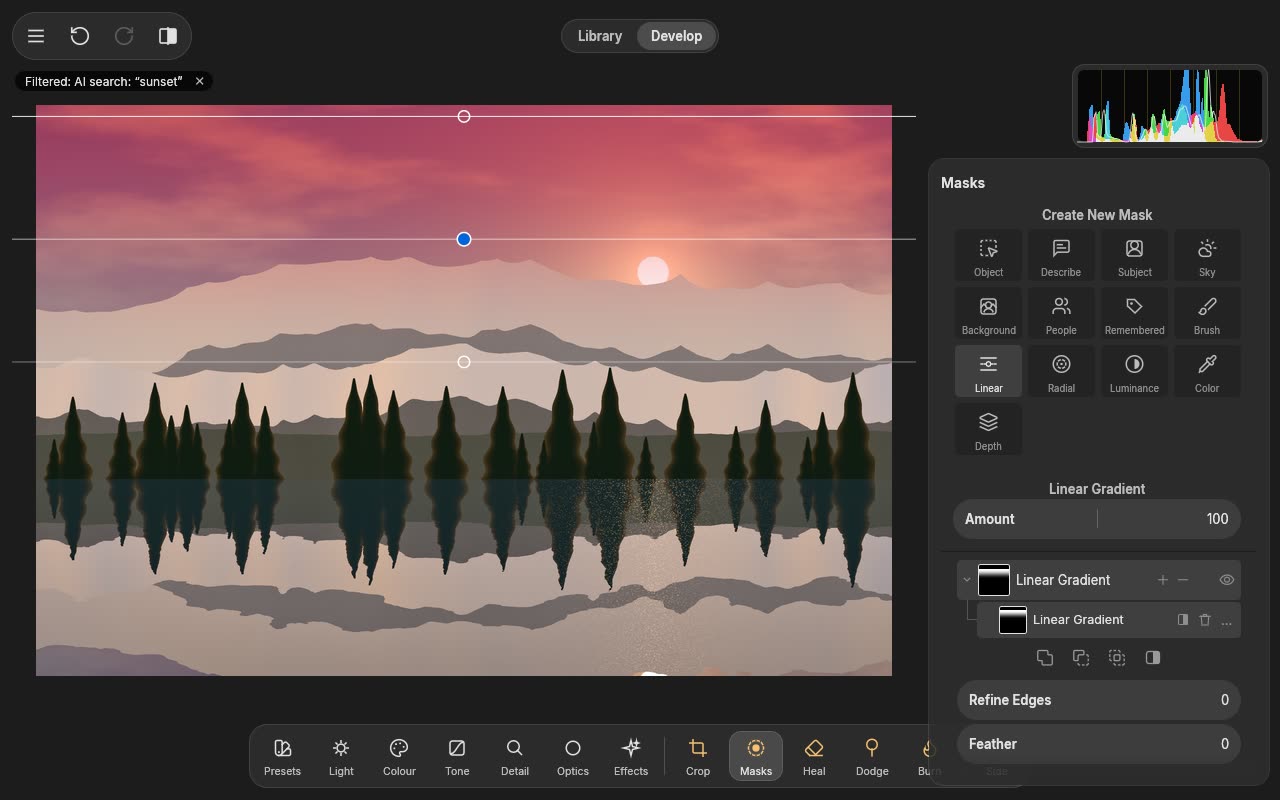 Library
Develop
Filtered: AI search: “sunset”
Masks
Create New Mask
Object
Describe
Subject
Sky
Background
People
Remembered
Brush
Linear
Radial
Luminance
Color
Depth
Linear Gradient
Amount
100
Linear Gradient
Linear Gradient
Refine Edges
0
Feather
0
Presets
Light
Colour
Tone
Detail
Optics
Effects
Crop
Masks
Heal
Dodge
Burn